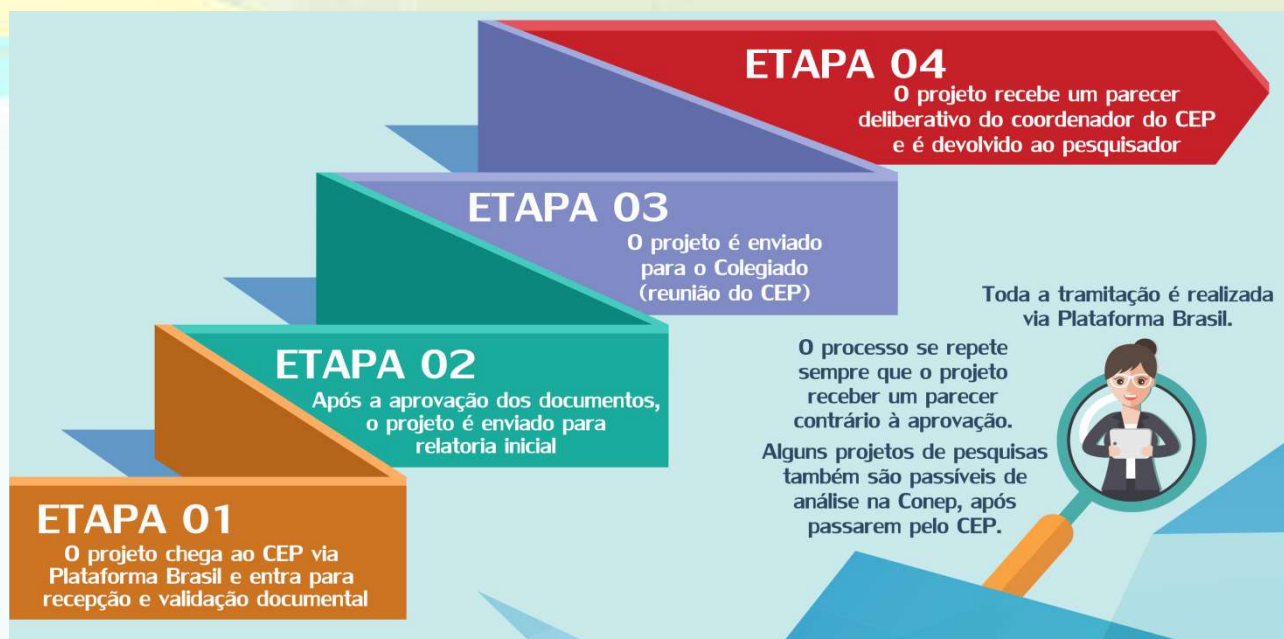 ETAPA 04
O projeto recebe um parecer
deliberativo do coordenador do CEP
e é devolvido ao pesquisador
ETAPA 03
O projeto é enviado
para o Colegiado
(reunião do CEP)
ETAPA 02
Após a aprovação dos documentos,
o projeto é enviado para
relatoria inicial
ETAPA 01
O projeto chega ao CEP via
Plataforma Brasil e entra para
recepção e validação documental
Toda a tramitação é realizada
via Plataforma Brasil.
O processo se repete
sempre que o projeto
receber um parecer
contrário à aprovação.
Alguns projetos de pesquisas
também são passíveis de
análise na Conep, após
passarem pelo CEP.